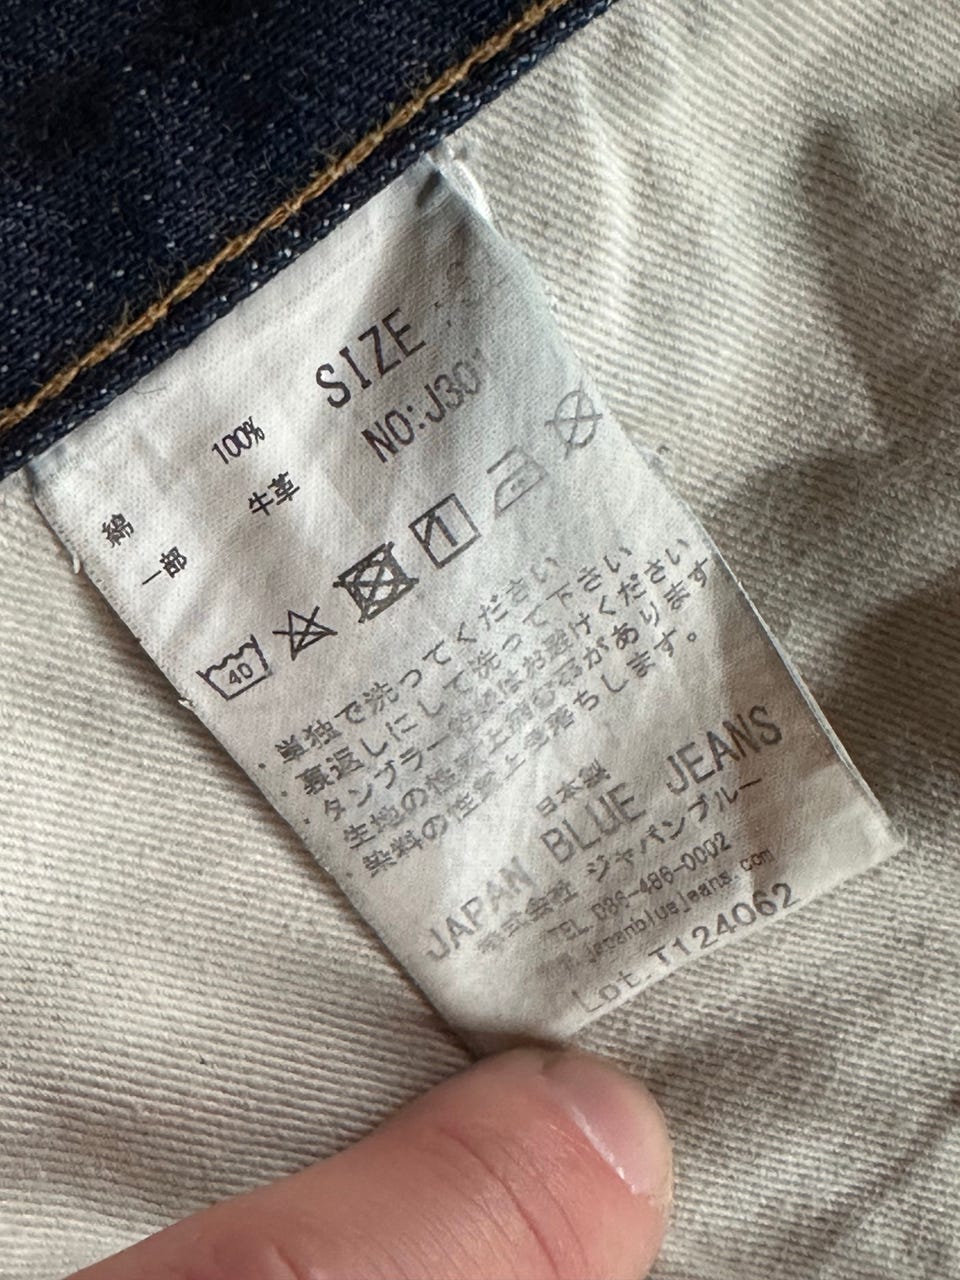 SIZE
NO:J301
綿 100%
一部 牛革
40
1
・単独で洗ってください
・裏返しにして洗って下さい
・タンブラー乾燥はお避けください
生地の性質上縮む
があります
染料の性質上色落ちします。
日本製
JAPAN BLUE JEANS
株式会社 ジャパンブルー
TEL 086-486-0002
japanbluejeans.com
Lot.T124062